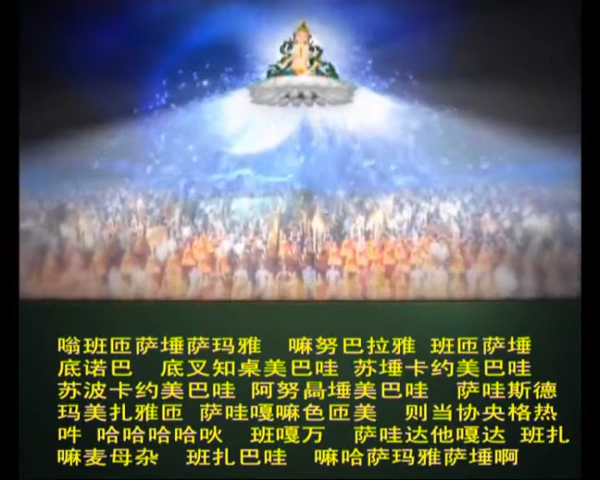 嗡班匝萨埵萨玛雅 嘛努巴拉雅 班匝萨埵
底诺巴 底叉知桌美巴哇 苏埵卡约美巴哇
苏波卡约美巴哇 阿努晑埵美巴哇 萨哇斯德
玛美扎雅匝 萨哇嘎嘛色匝美 则当协央格热
吽 哈哈哈哈吙 班嘎万 萨哇达他嘎达 班扎
嘛麦母杂 班扎巴哇 嘛哈萨玛雅萨埵啊